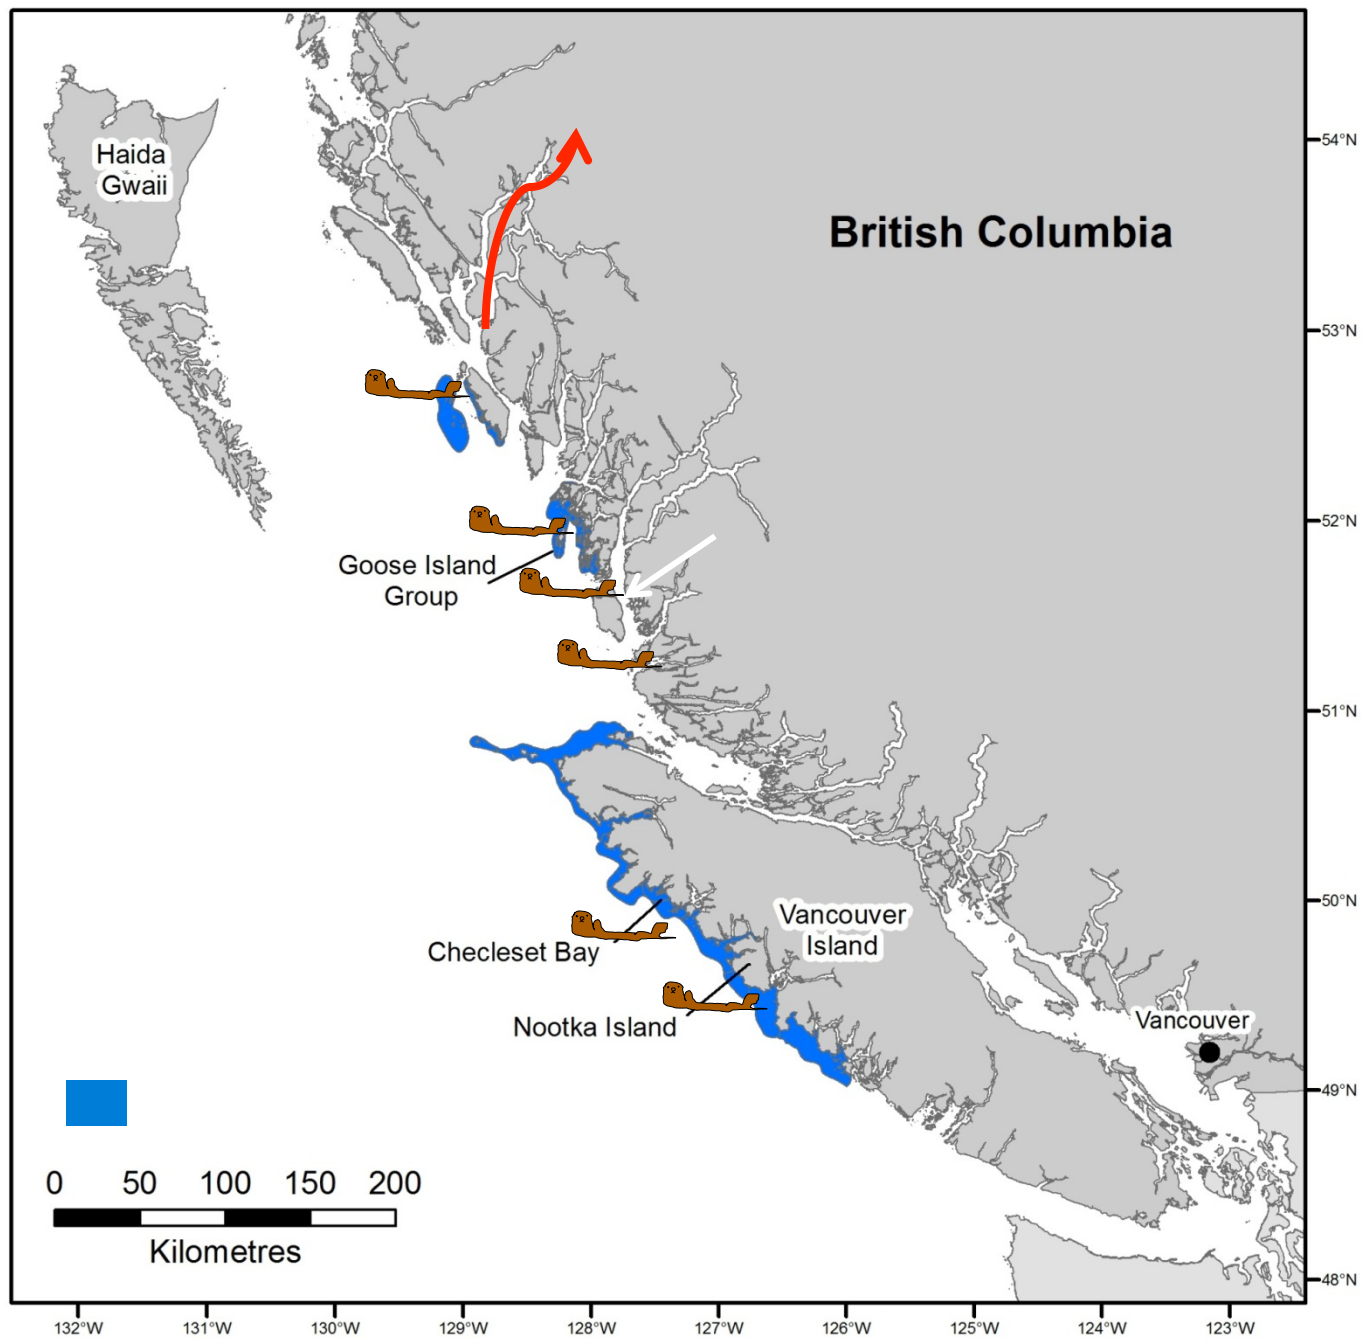 Haida
Gwaii
British Columbia
54°N
53°N
52°N
Goose Island
Group
51°N
50°N
Vancouver
Island
Checleset Bay
Nootka Island
Vancouver
49°N
0 50 100 150 200
Kilometres
48°N
132°W 131°W 130°W 129°W 128°W 127°W 126°W 125°W 124°W 123°W